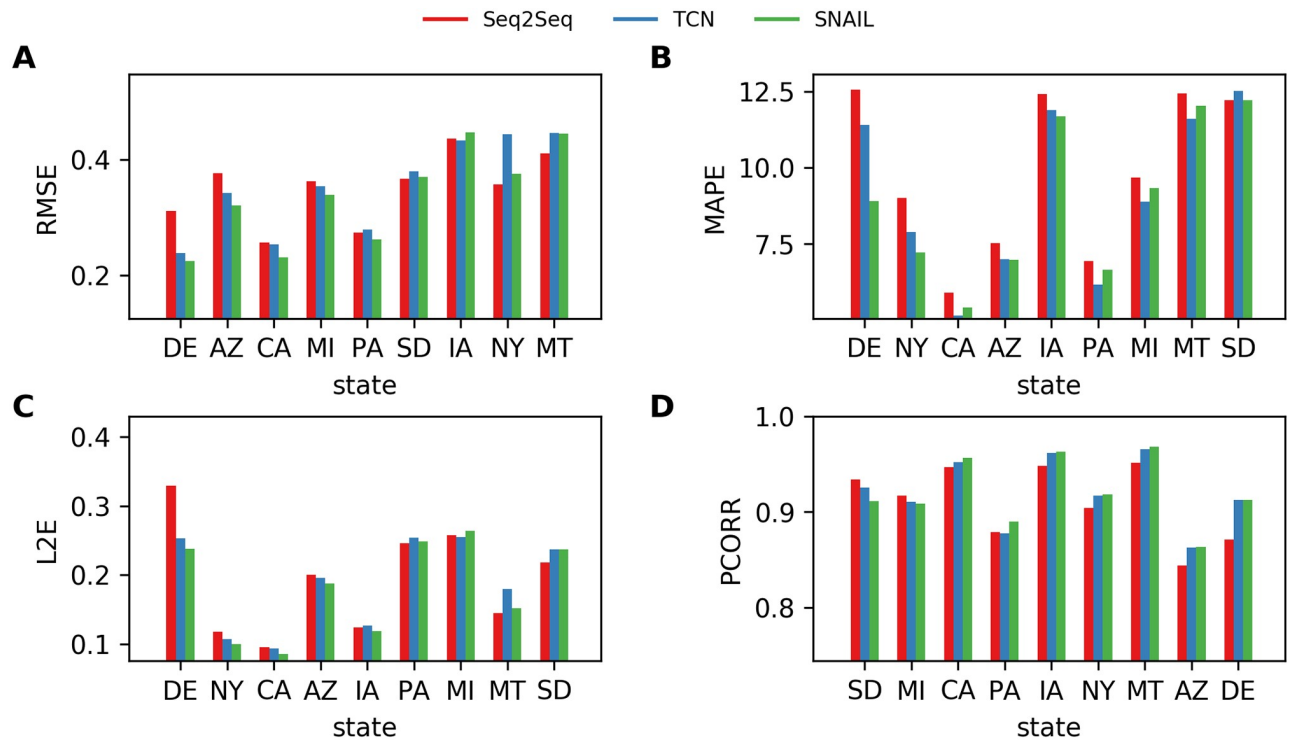 Seq2Seq TCN SNAIL
A
RMSE
0.4
0.2
DE AZ CA MI PA SD IA NY MT
state
B
MAPE
12.5
10.0
7.5
DE NY CA AZ IA PA MI MT SD
state
C
L2E
0.4
0.3
0.2
0.1
DE NY CA AZ IA PA MI MT SD
state
D
PCORR
1.0
0.9
0.8
SD MI CA PA IA NY MT AZ DE
state